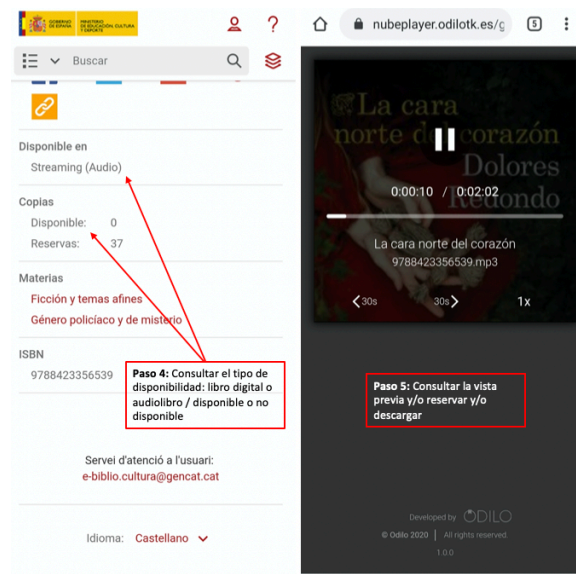 GOBIERNO
DE ESPAÑA
MINISTERIO
DE EDUCACIÓN, CULTURA
Y DEPORTE
?
Buscar
Disponible en
Streaming (Audio)
Copias
Disponible: 0
Reservas: 37
Materias
Ficción y temas afines
Género policíaco y de misterio
ISBN
9788423356539
Paso 4: Consultar el tipo de
disponibilidad: libro digital o
audiolibro / disponible o no
disponible
Servei d'atenció a l'usuari:
e-biblio.cultura@gencat.cat
Idioma: Castellano
nubeplayer.odilotk.es/g
5
La cara
norte del corazón
Dolores
Redondo
0:00:10 / 0:02:02
La cara norte del corazón
9788423356539.mp3
30s
30s
1x
Paso 5: Consultar la vista
previa y/o reservar y/o
descargar
Developed by ODILO
© Odilo 2020 | All rights reserved
1.0.0